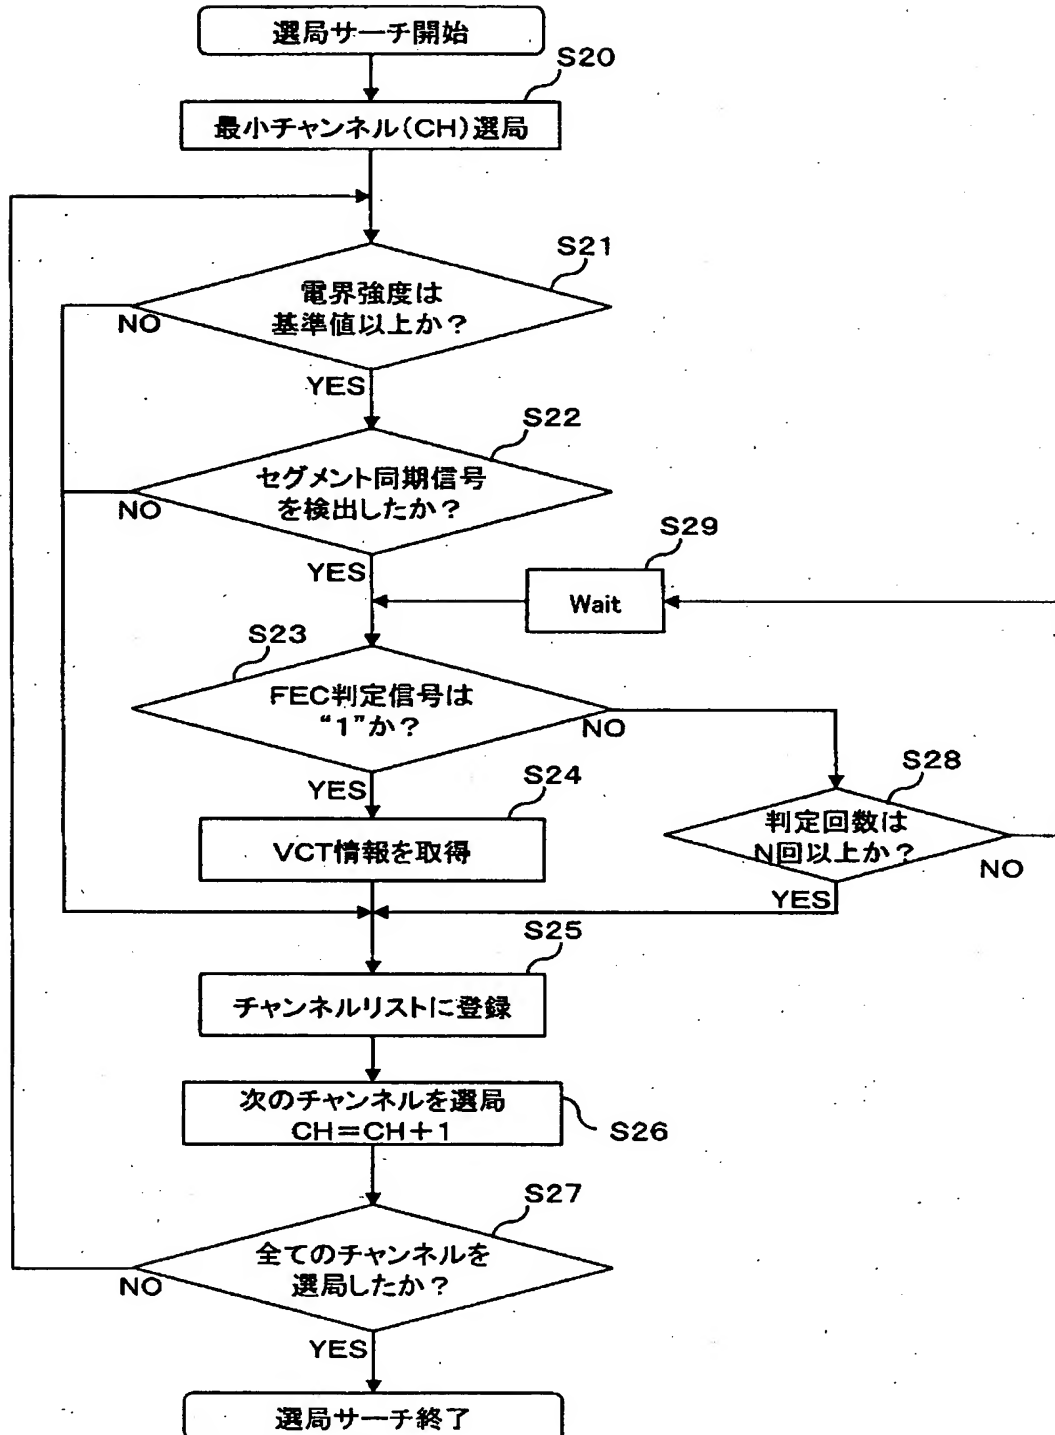 選局サーチ開始
S20
最小チャンネル(CH)選局
S21
電界強度は
基準値以上か?
NO
YES
S22
セグメント同期信号
を検出したか?
NO
YES
S29
Wait
S23
FEC判定信号は
“1”か?
NO
YES
S28
判定回数は
N回以上か?
NO
YES
S24
VCT情報を取得
S25
チャンネルリストに登録
次のチャンネルを選局
CH=CH+1
S26
S27
全てのチャンネルを
選局したか?
NO
YES
選局サーチ終了